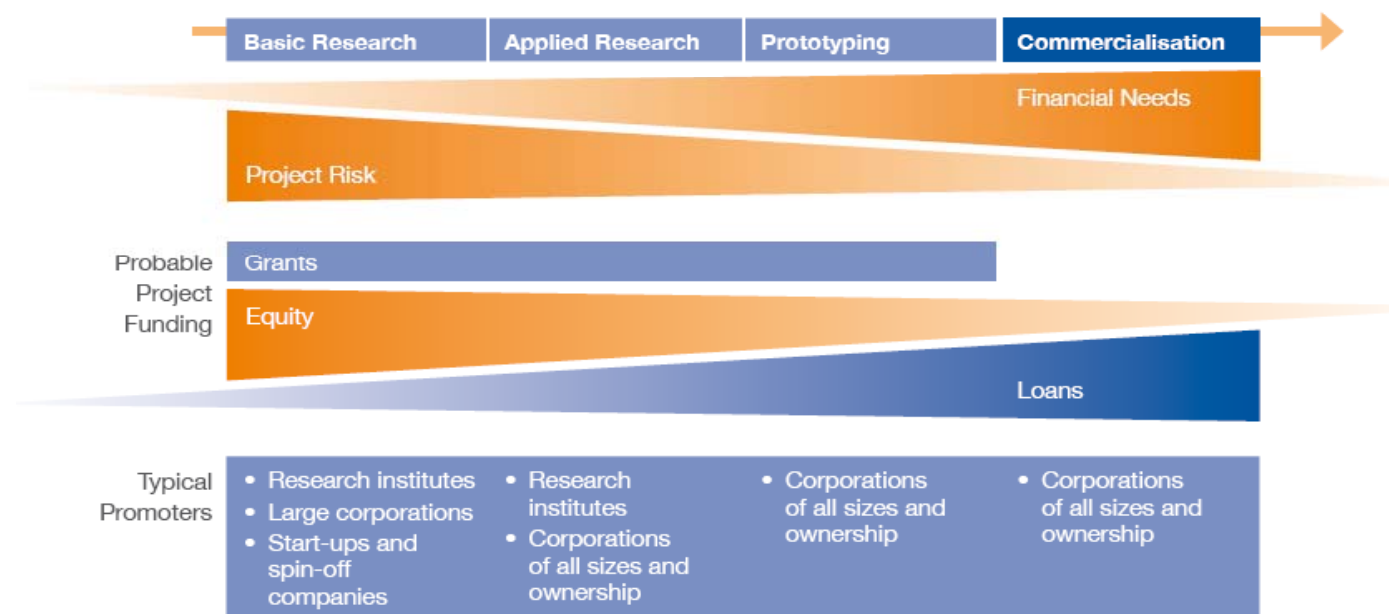 Basic Research
Applied Research
Prototyping
Commercialisation
Financial Needs
Project Risk
Probable
Project
Funding
Grants
Equity
Loans
Typical
Promoters
• Research institutes
• Large corporations
• Start-ups and
spin-off
companies
• Research
institutes
• Corporations
of all sizes and
ownership
• Corporations
of all sizes and
ownership
• Corporations
of all sizes and
ownership